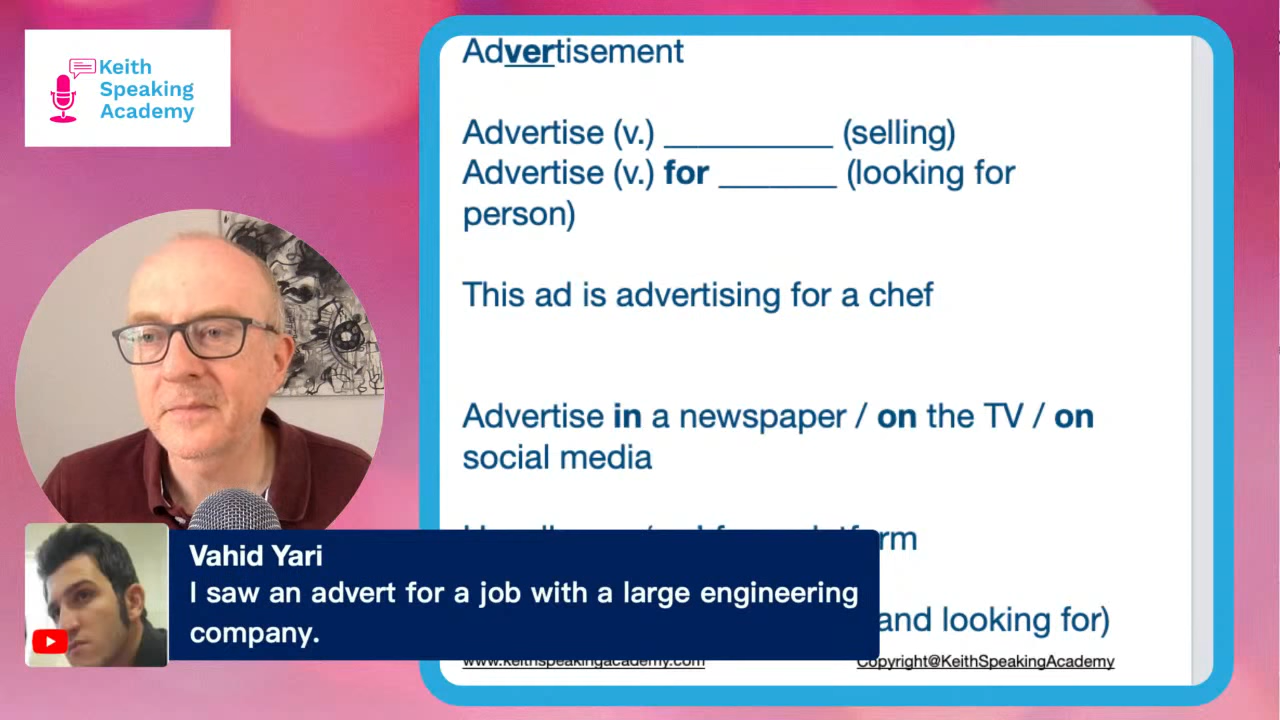 Keith
Speaking
Academy
Advertisement
Advertise (v.) __________ (selling)
Advertise (v.) for _______ (looking for
person)
This ad is advertising for a chef
Advertise in a newspaper / on the TV / on
social media
and looking for)
www.keithspeakingacademy.com
Copyright@KeithSpeakingAcademy
Vahid Yari
I saw an advert for a job with a large engineering
company.